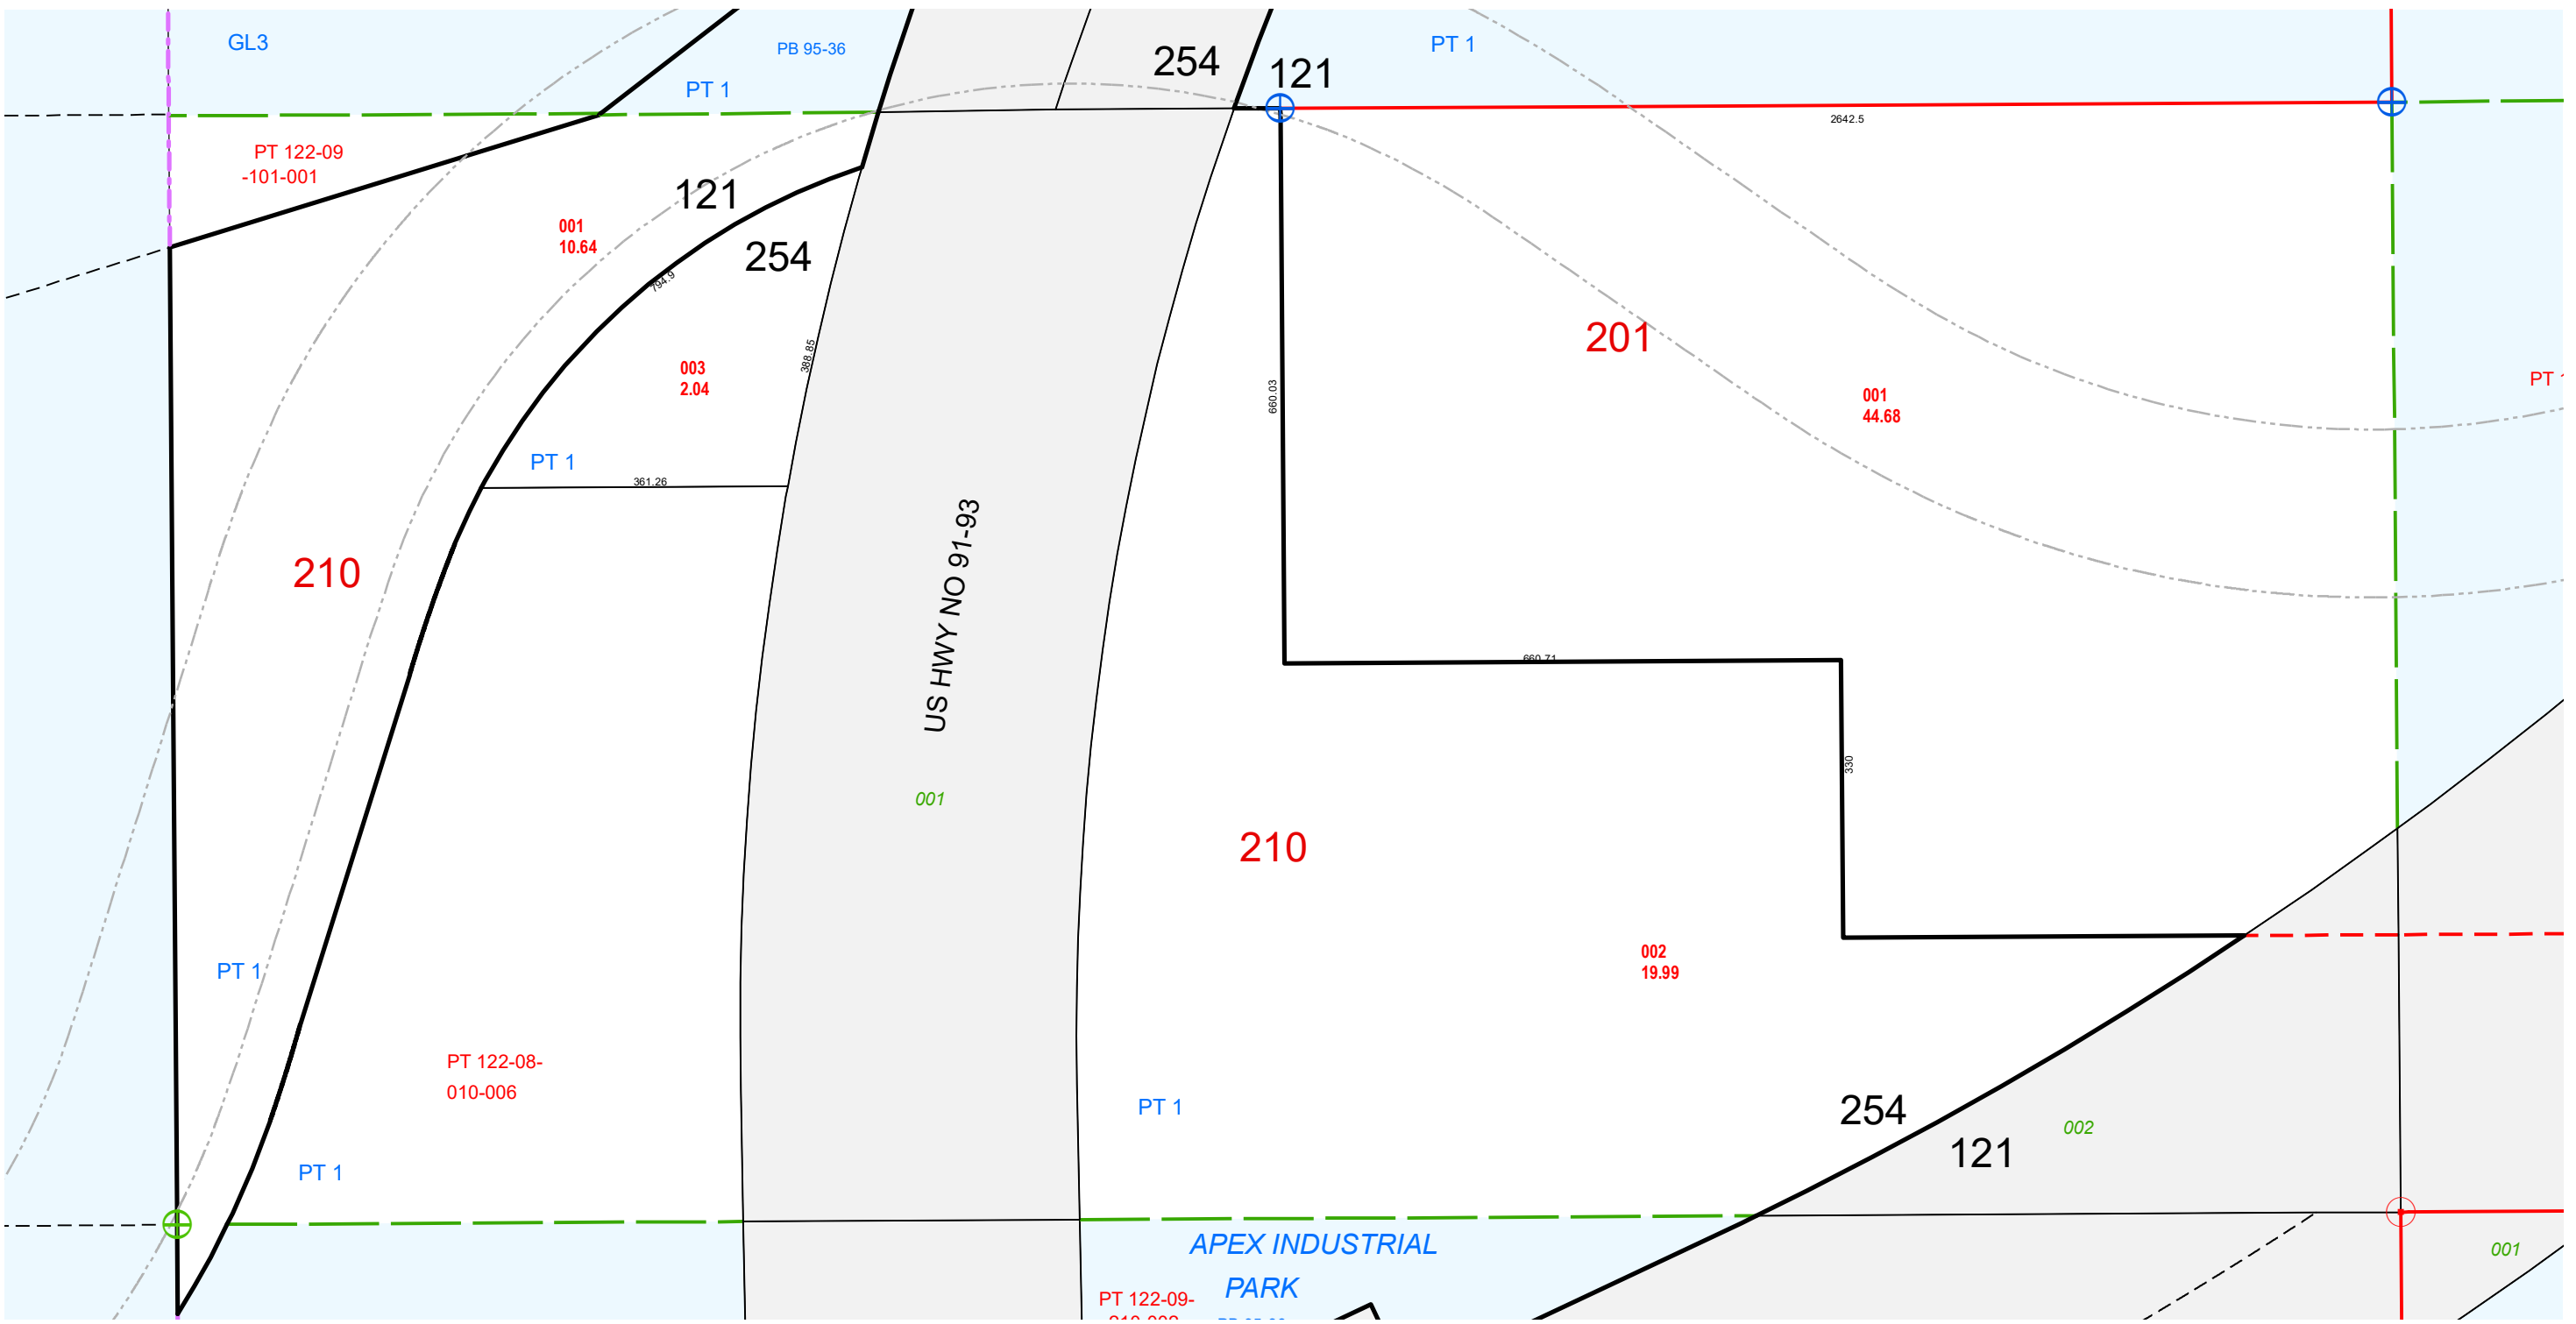 GL3
PB 95-36
PT 1
254
121
PT 1
2642.5
PT 122-09
-101-001
121
001
10.64
254
794.9
388.85
003
2.04
PT 1
361.26
210
US HWY NO 91-93
001
660.03
201
001
44.68
PT
660.71
330
210
002
19.99
PT 1
PT 122-08-
010-006
PT 1
PT 1
254
121
002
APEX INDUSTRIAL
PARK
001
PT 122-09-